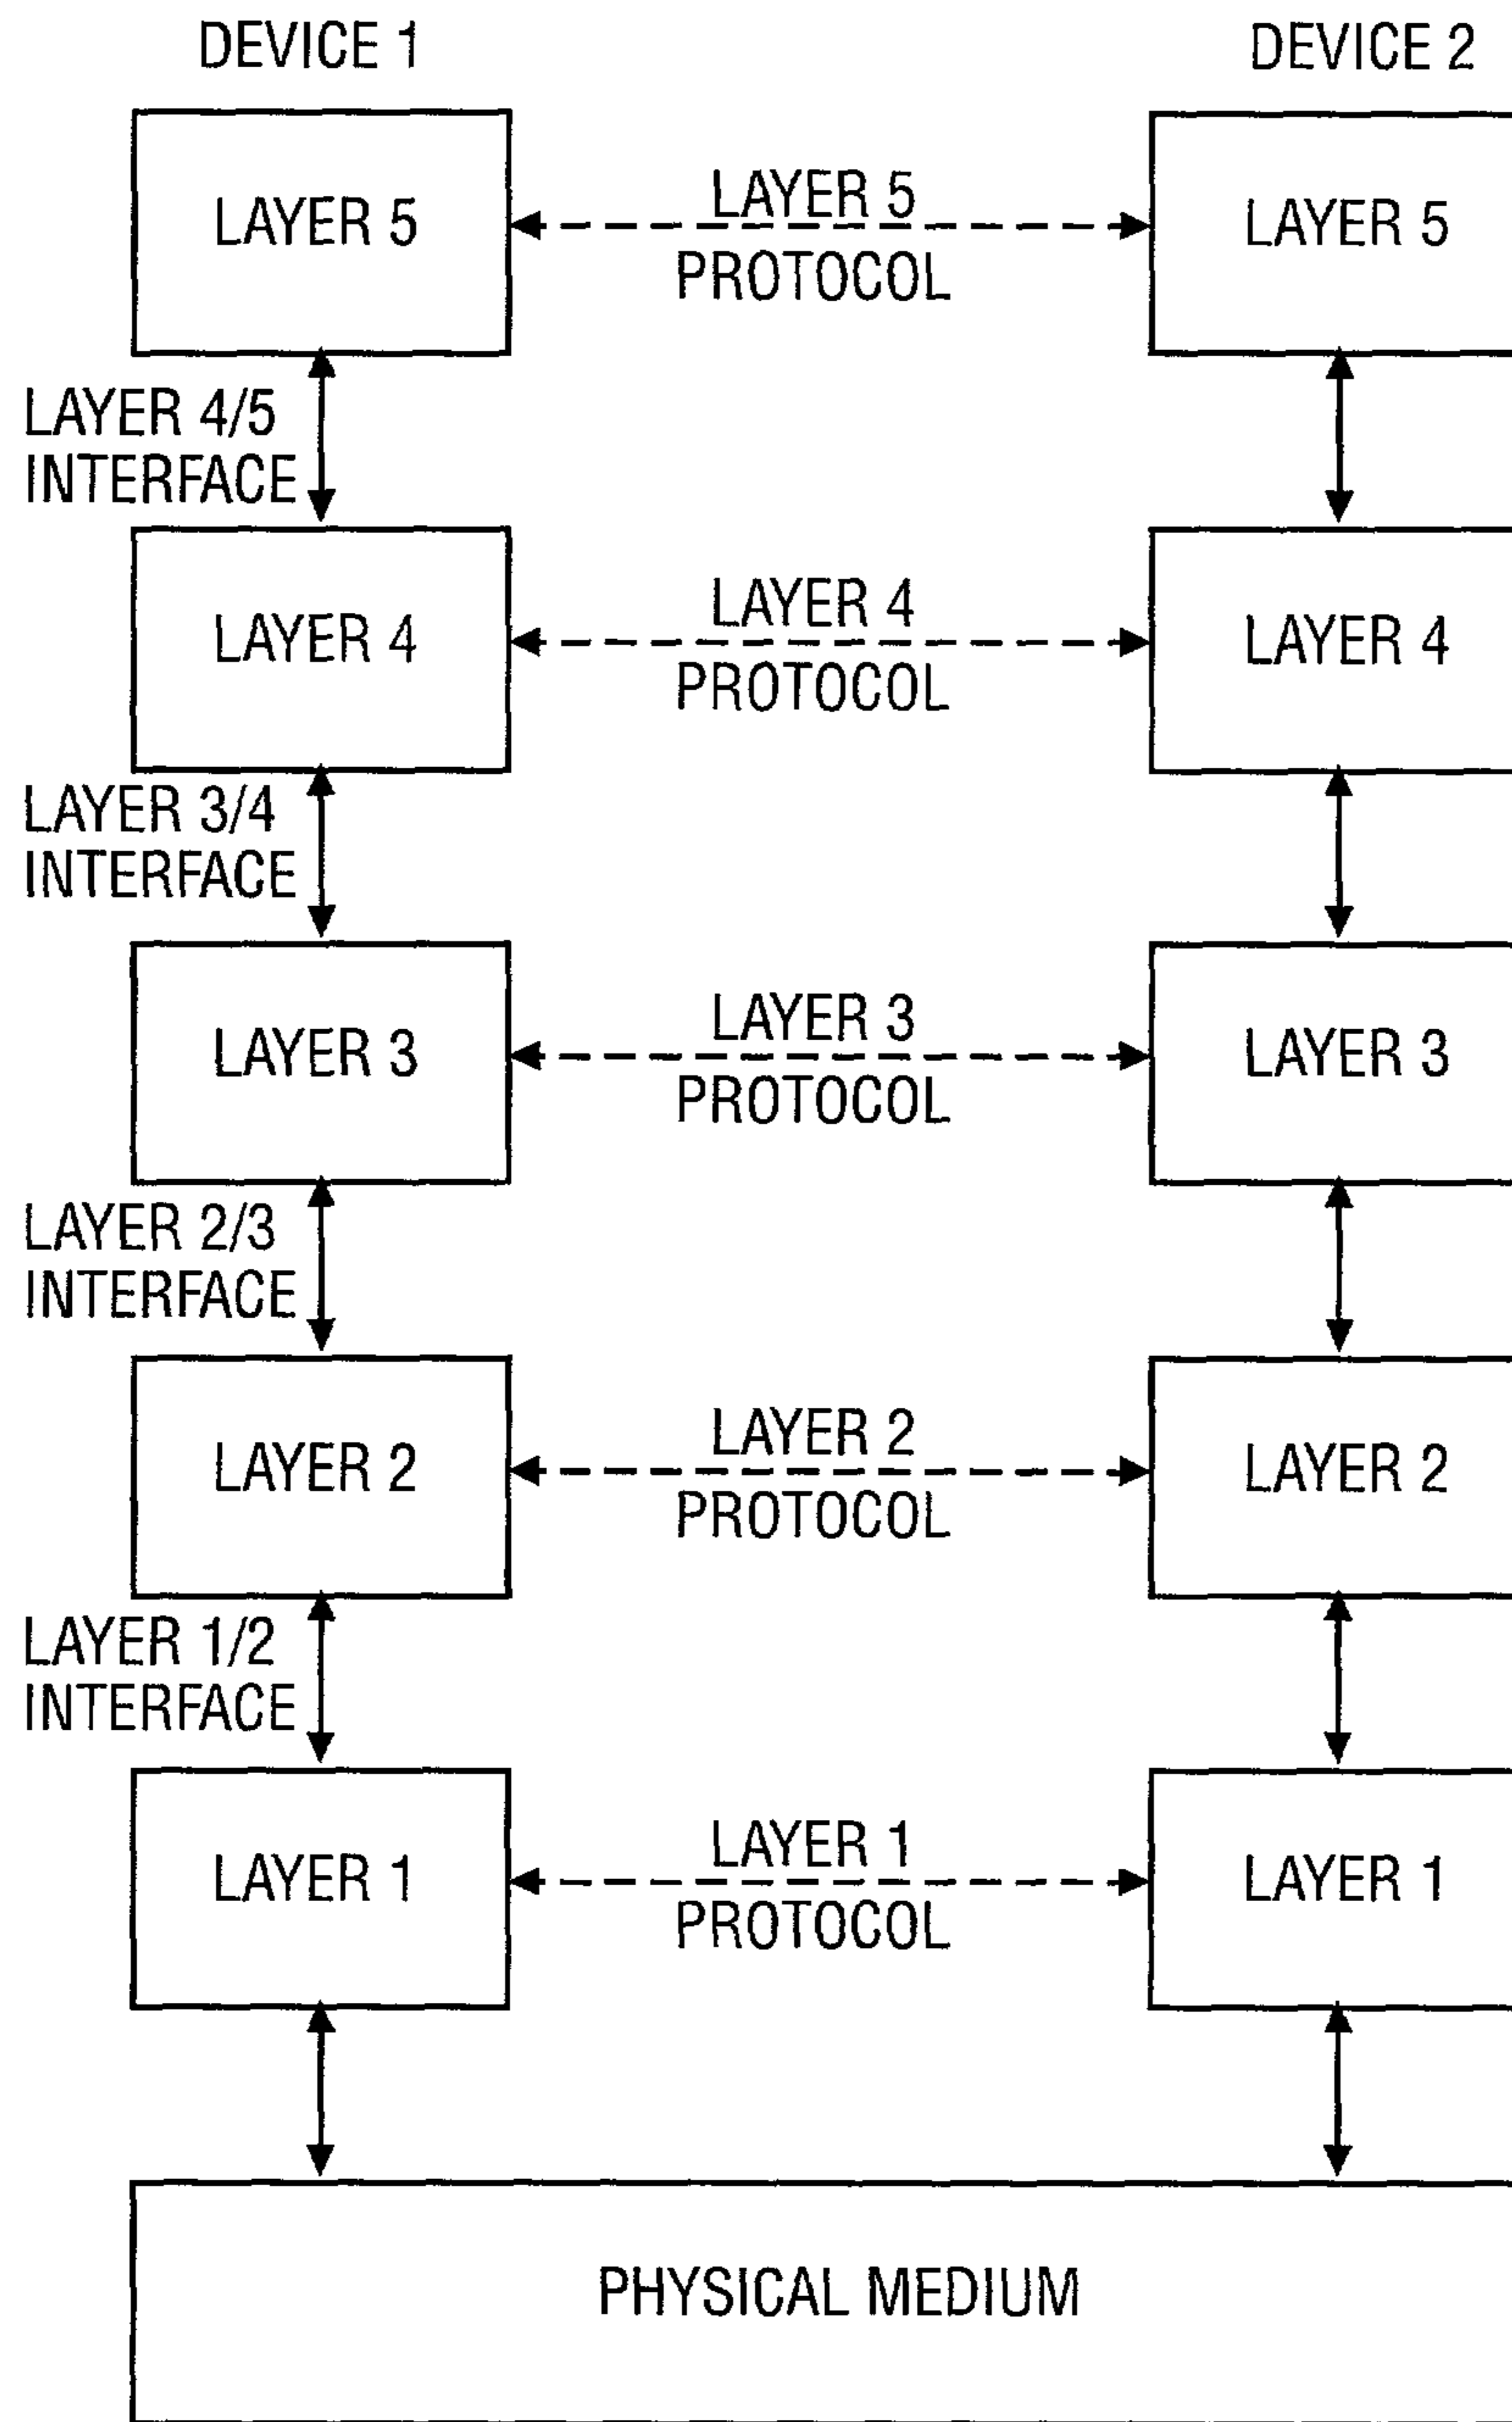 DEVICE 1
DEVICE 2
LAYER 5
LAYER 5
PROTOCOL
LAYER 5
LAYER 4/5
INTERFACE
LAYER 4
LAYER 4
PROTOCOL
LAYER 4
LAYER 3/4
INTERFACE
LAYER 3
LAYER 3
PROTOCOL
LAYER 3
LAYER 2/3
INTERFACE
LAYER 2
LAYER 2
PROTOCOL
LAYER 2
LAYER 1/2
INTERFACE
LAYER 1
LAYER 1
PROTOCOL
LAYER 1
PHYSICAL MEDIUM